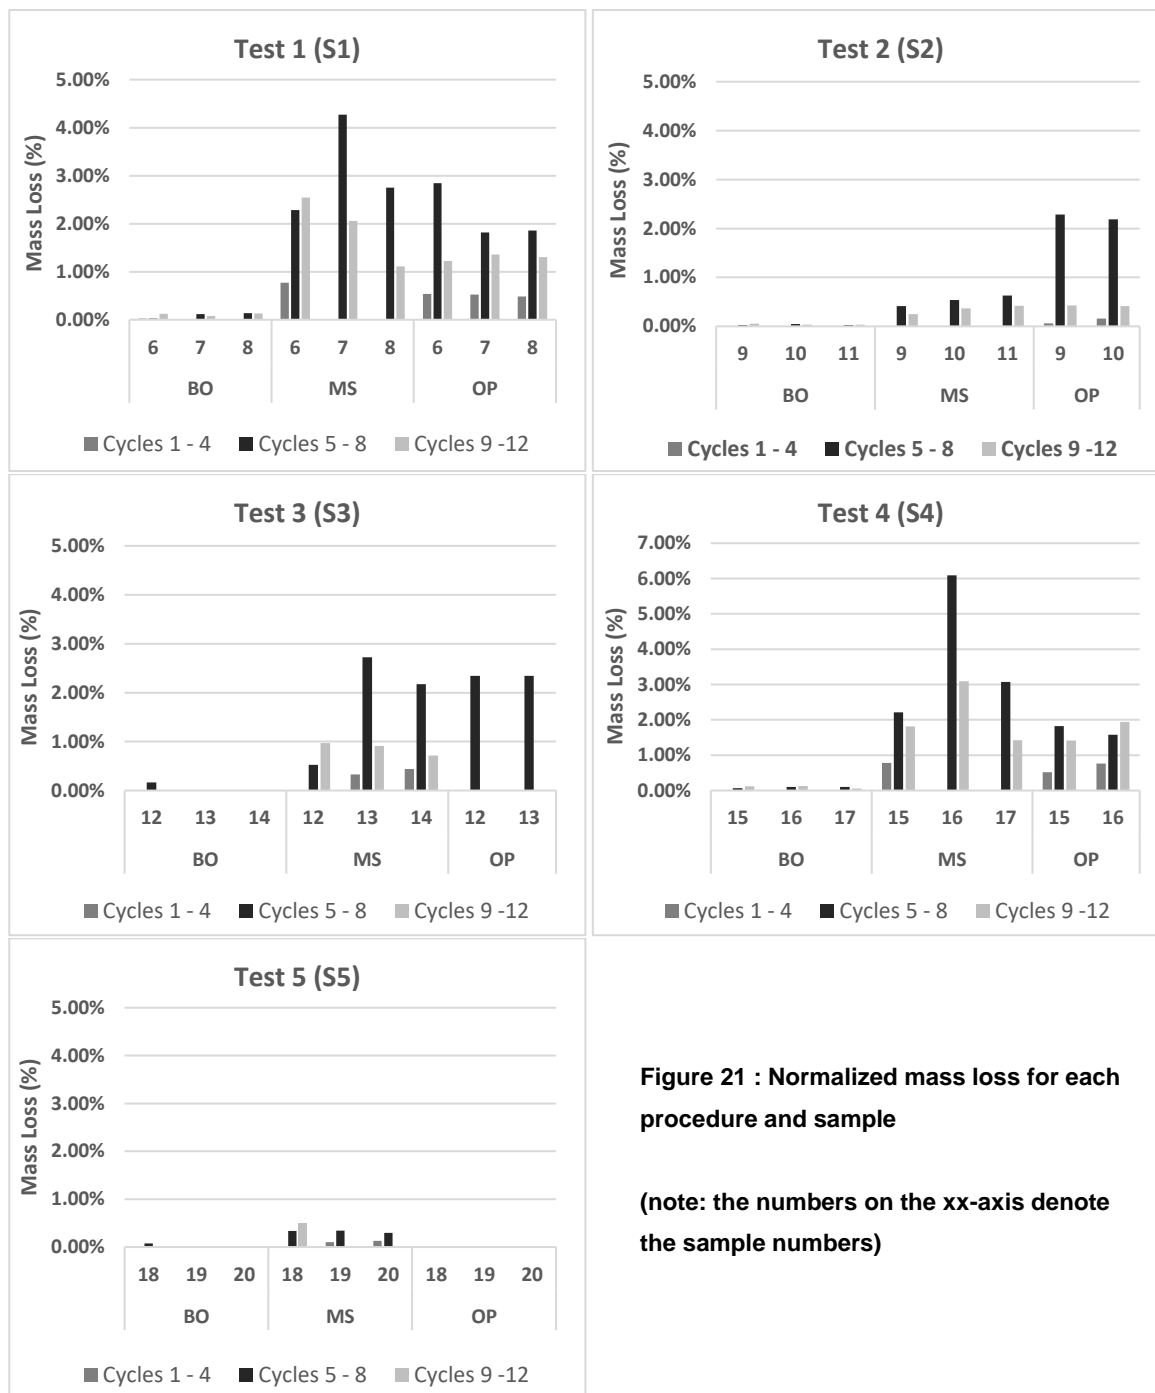 Test 1 (S1)
5.00%
4.00%
3.00%
2.00%
1.00%
0.00%
Mass Loss (%)
6 7 8 6 7 8 6 7 8
BO MS OP
Cycles 1 - 4 Cycles 5 - 8 Cycles 9 -12
Test 2 (S2)
5.00%
4.00%
3.00%
2.00%
1.00%
0.00%
Mass Loss (%)
9 10 11 9 10 11 9 10
BO MS OP
Cycles 1 - 4 Cycles 5 - 8 Cycles 9 -12
Test 3 (S3)
5.00%
4.00%
3.00%
2.00%
1.00%
0.00%
Mass Loss (%)
12 13 14 12 13 14 12 13
BO MS OP
Cycles 1 - 4 Cycles 5 - 8 Cycles 9 -12
Test 4 (S4)
7.00%
6.00%
5.00%
4.00%
3.00%
2.00%
1.00%
0.00%
Mass Loss (%)
15 16 17 15 16 17 15 16
BO MS OP
Cycles 1 - 4 Cycles 5 - 8 Cycles 9 -12
Test 5 (S5)
5.00%
4.00%
3.00%
2.00%
1.00%
0.00%
Mass Loss (%)
18 19 20 18 19 20 18 19 20
BO MS OP
Cycles 1 - 4 Cycles 5 - 8 Cycles 9 -12
Figure 21 : Normalized mass loss for each
procedure and sample
(note: the numbers on the xx-axis denote
the sample numbers)